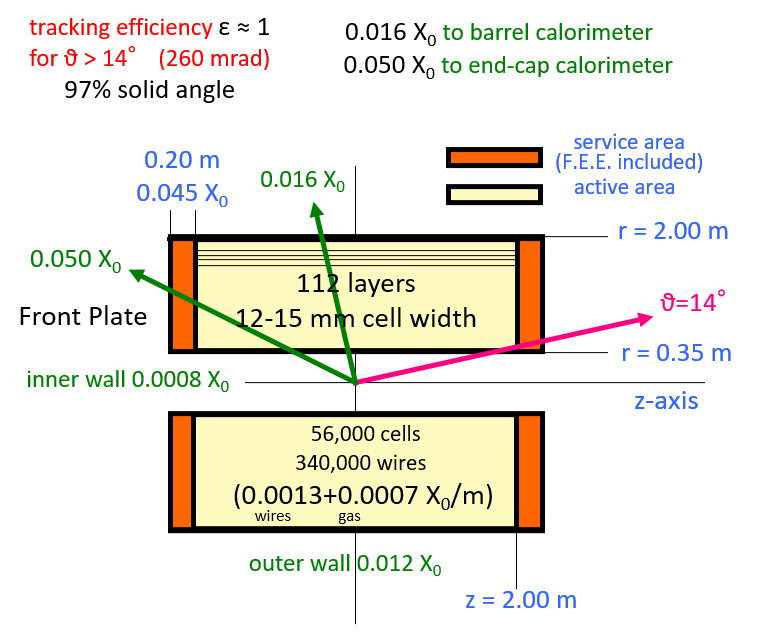 tracking efficiency ε ≈ 1
for ϑ > 14° (260 mrad)
97% solid angle
0.016 X₀ to barrel calorimeter
0.050 X₀ to end-cap calorimeter
service area
(F.E.E. included)
active area
0.20 m
0.045 X₀
0.016 X₀
r = 2.00 m
0.050 X₀
112 layers
12-15 mm cell width
Front Plate
ϑ=14°
r = 0.35 m
inner wall 0.0008 X₀
z-axis
56,000 cells
340,000 wires
(0.0013+0.0007 X₀/m)
wires gas
outer wall 0.012 X₀
z = 2.00 m